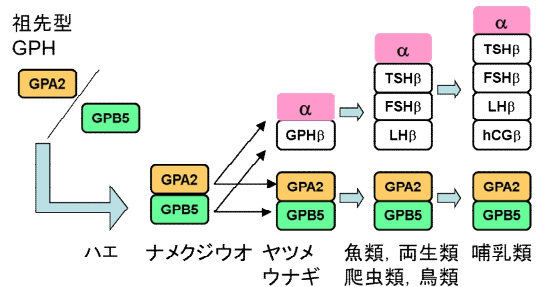 祖先型
GPH
GPA2
GPB5
GPA2
GPB5
α
GPHβ
GPA2
GPB5
α
TSHβ
FSHβ
LHβ
GPA2
GPB5
α
TSHβ
FSHβ
LHβ
hCGβ
GPA2
GPB5
ハエ
ナメクジウオ
ヤツメ
ウナギ
魚類, 両生類
爬虫類, 鳥類
哺乳類